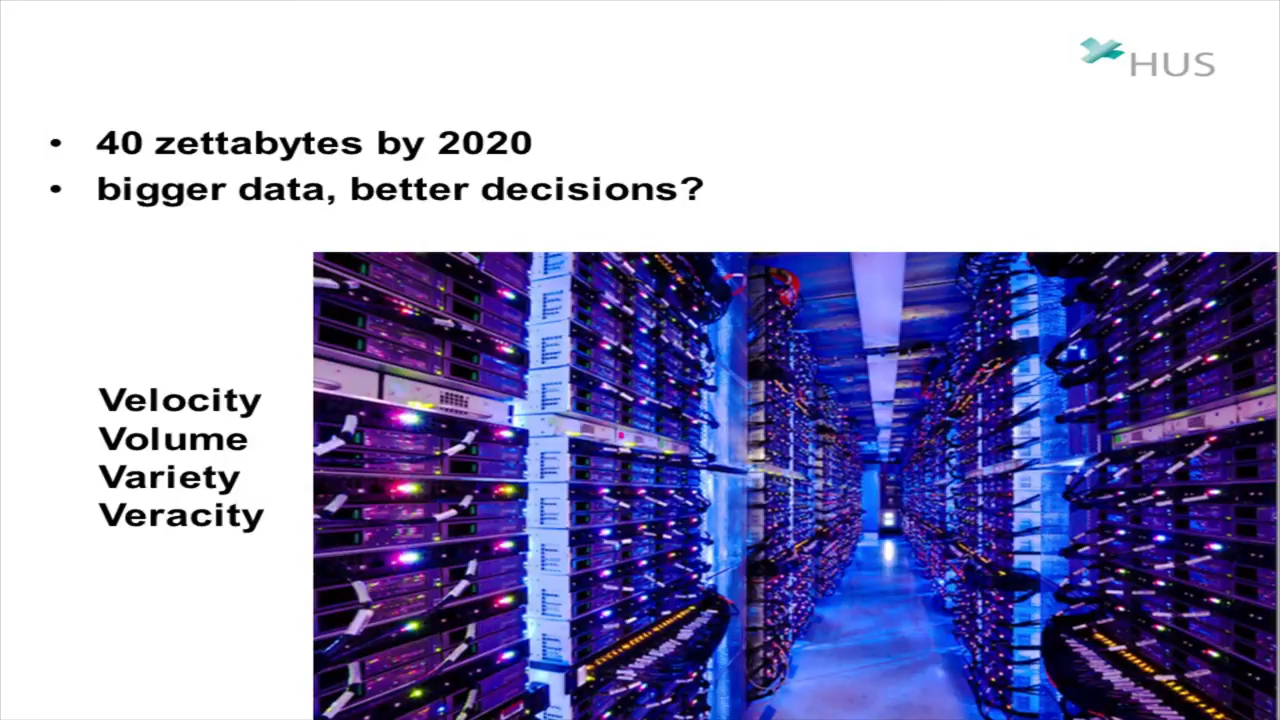 HUS
• 40 zettabytes by 2020
• bigger data, better decisions?
Velocity
Volume
Variety
Veracity